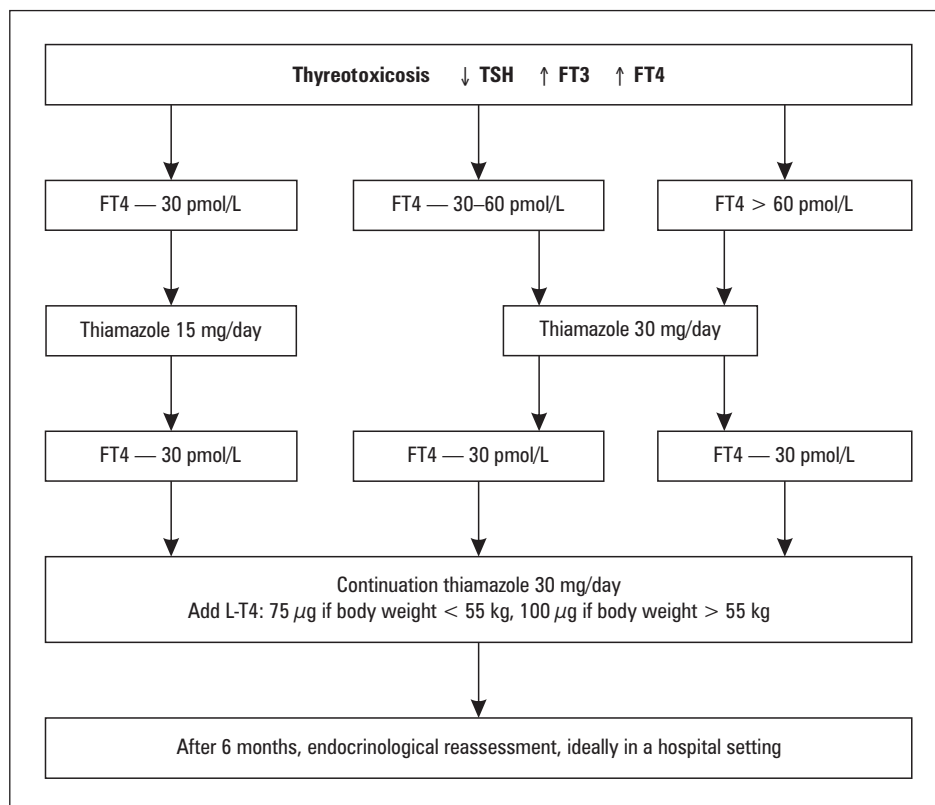 Thyreotoxicosis ↓ TSH ↑ FT3 ↑ FT4
FT4 — 30 pmol/L
FT4 — 30–60 pmol/L
FT4 > 60 pmol/L
Thiamazole 15 mg/day
Thiamazole 30 mg/day
FT4 — 30 pmol/L
FT4 — 30 pmol/L
FT4 — 30 pmol/L
Continuation thiamazole 30 mg/day
Add L-T4: 75 μg if body weight < 55 kg, 100 μg if body weight > 55 kg
After 6 months, endocrinological reassessment, ideally in a hospital setting